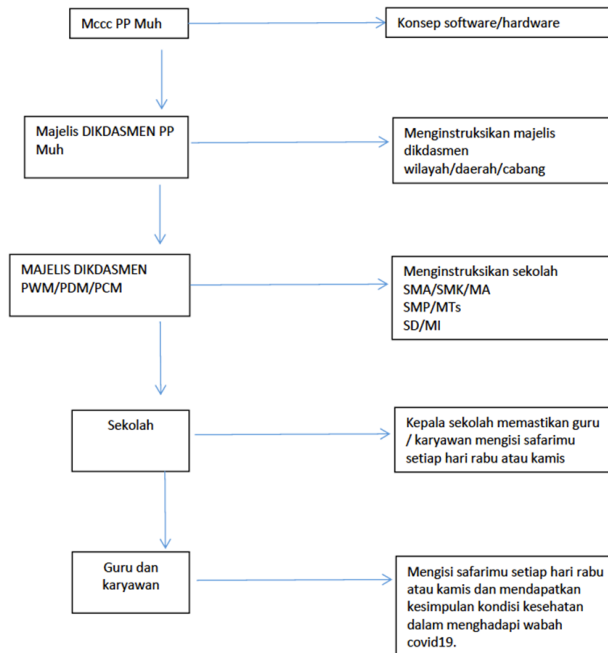 Mccc PP Muh
Konsep software/hardware
Majelis DIKDASMEN PP
Muh
Menginstruksikan majelis
dikdasmen
wilayah/daerah/cabang
MAJELIS DIKDASMEN
PWM/PDM/PCM
Menginstruksikan sekolah
SMA/SMK/MA
SMP/MTs
SD/MI
Sekolah
Kepala sekolah memastikan guru
/ karyawan mengisi safarimu
setiap hari rabu atau kamis
Guru dan
karyawan
Mengisi safarimu setiap hari rabu
atau kamis dan mendapatkan
kesimpulan kondisi kesehatan
dalam menghadapi wabah
covid19.